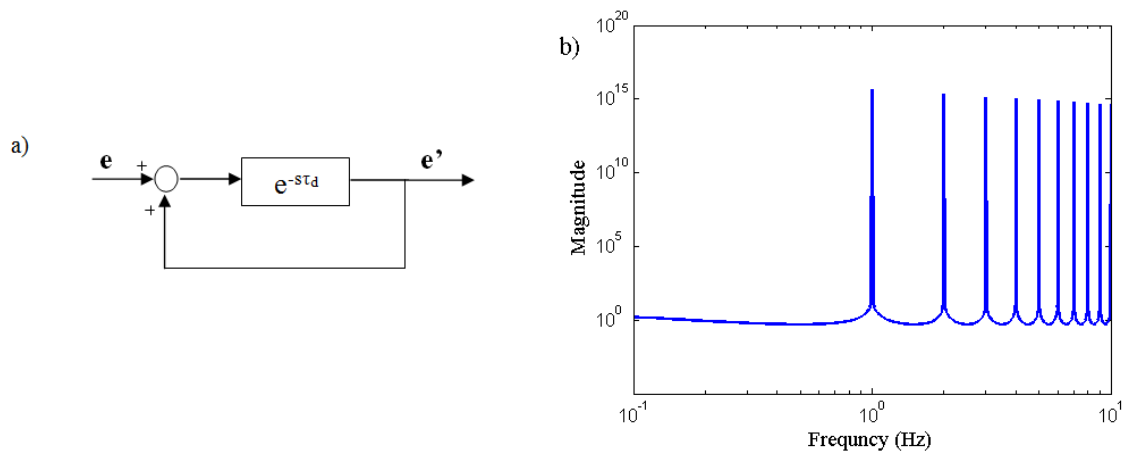 a)
e
+
+
e^{-sτ_d}
e’
b)
Magnitude
10^{20}
10^{15}
10^{10}
10^{5}
10^{0}
10^{-1}
10^{0}
10^{1}
Frequncy (Hz)